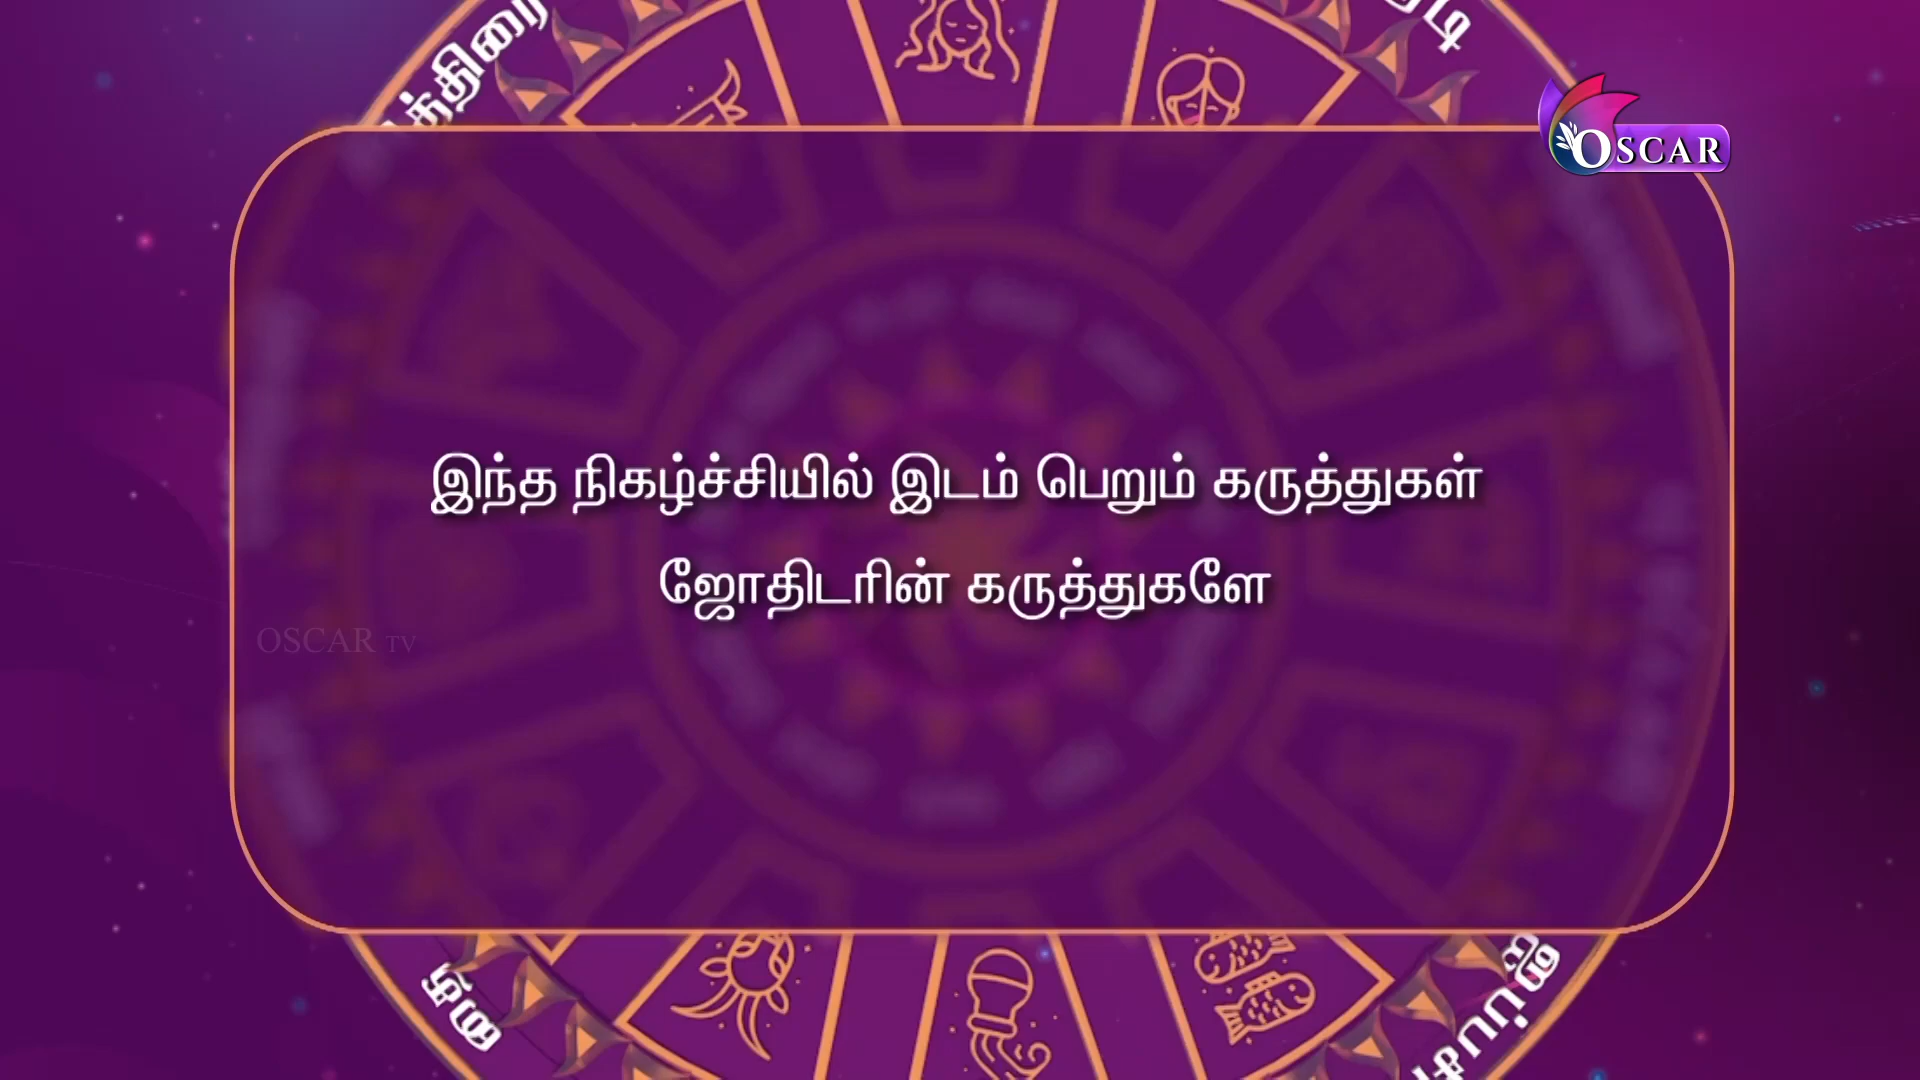 OSCAR
இந்த நிகழ்ச்சியில் இடம் பெறும் கருத்துகள்
ஜோதிடரின் கருத்துகளே
OSCAR TV